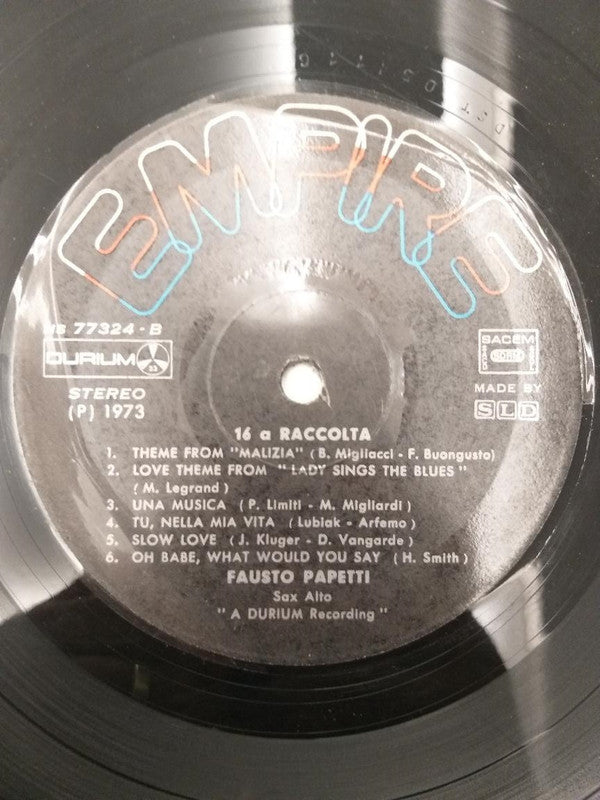 EMPIRE
MS 77324-B
DURIUM 33
STEREO
(P) 1973
SACEM
SDRM
MADE BY
SLD
16 a RACCOLTA
1. THEME FROM "MALIZIA" (B. Migliacci - F. Buongusto)
2. LOVE THEME FROM "LADY SINGS THE BLUES"
(M. Legrand)
3. UNA MUSICA (P. Limiti - M. Migliardi)
4. TU, NELLA MIA VITA (Lubiak - Arfemo)
5. SLOW LOVE (J. Kluger - D. Vangarde)
6. OH BABE, WHAT WOULD YOU SAY (H. Smith)
FAUSTO PAPETTI
Sax Alto
"A DURIUM Recording"